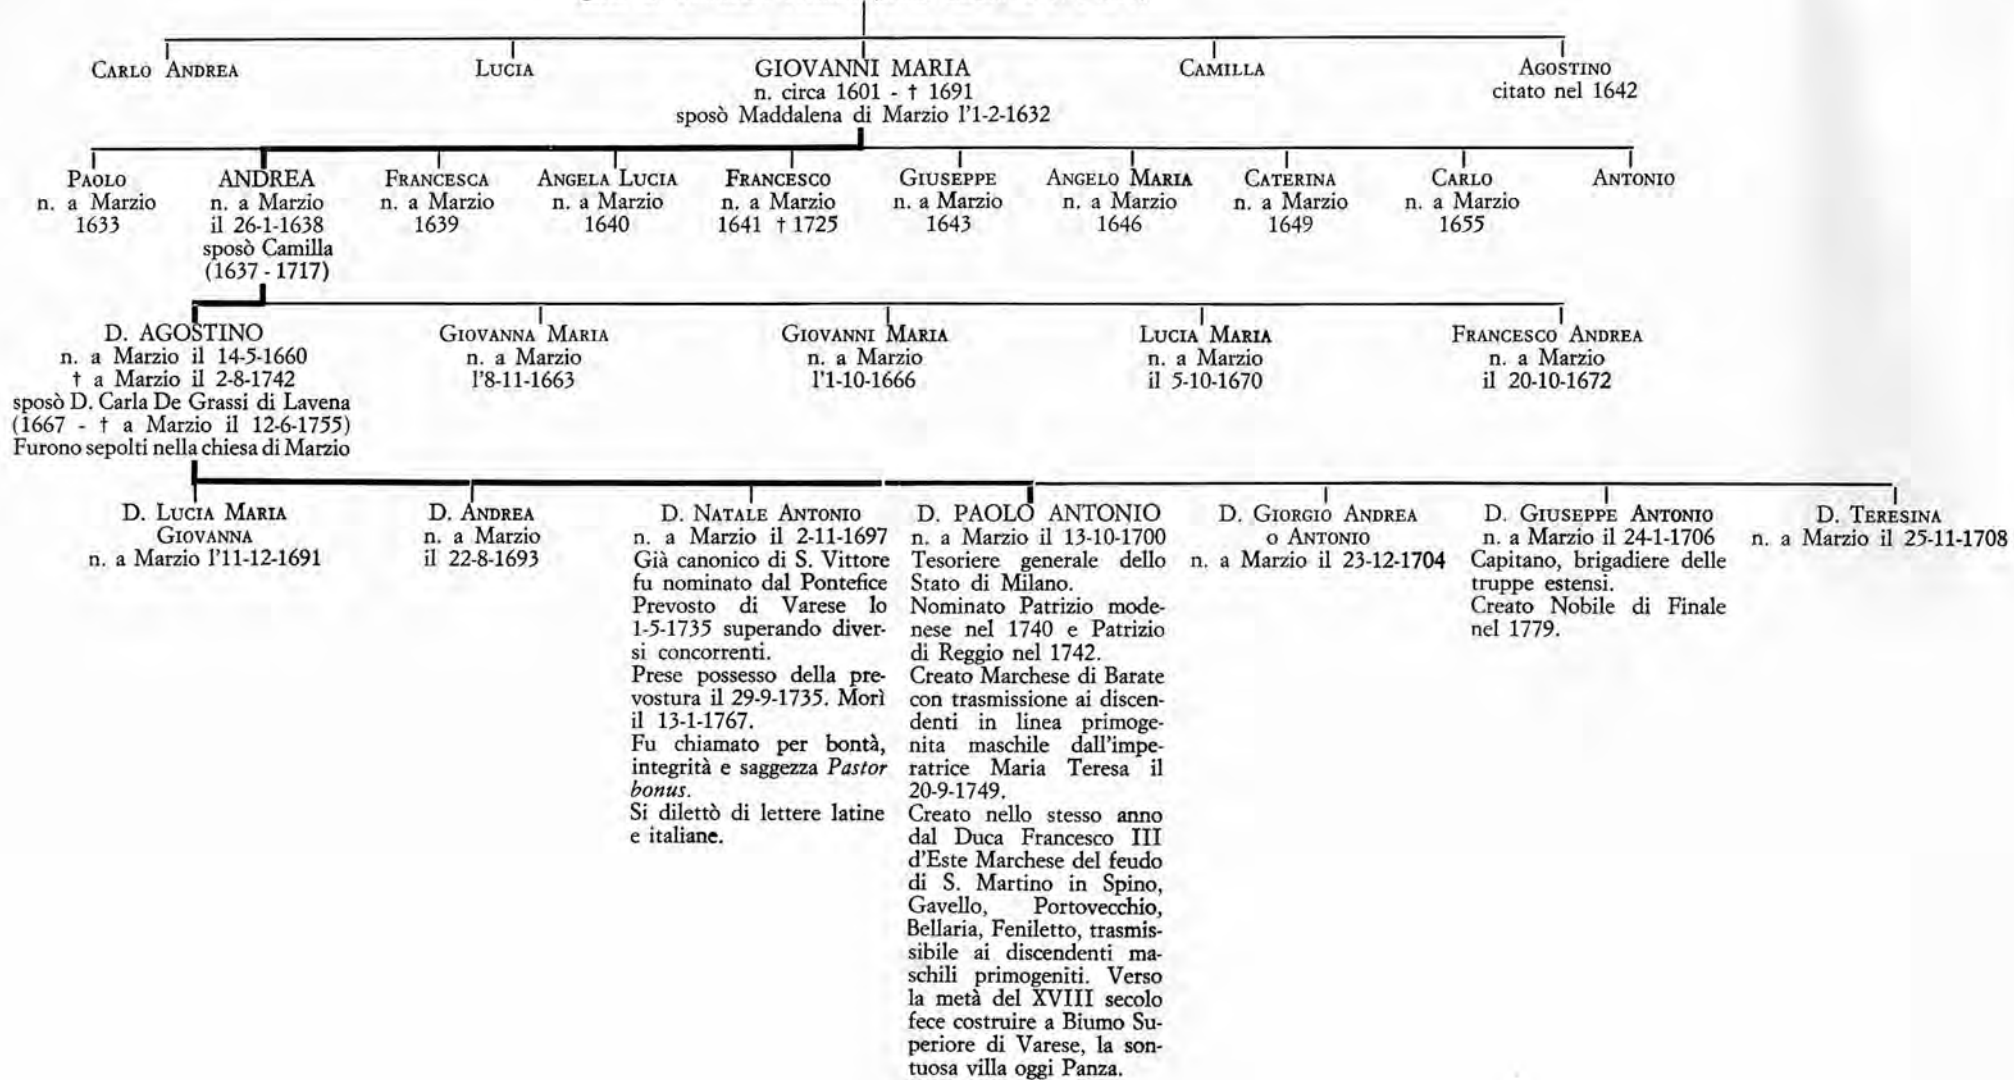 CARLO ANDREA
LUCIA
GIOVANNI MARIA
n. circa 1601 - † 1691
sposò Maddalena di Marzio l'1-2-1632
CAMILLA
AGOSTINO
citato nel 1642
PAOLO
n. a Marzio
1633
ANDREA
n. a Marzio
il 26-1-1638
sposò Camilla
(1637 - 1717)
FRANCESCA
n. a Marzio
1639
ANGELA LUCIA
n. a Marzio
1640
FRANCESCO
n. a Marzio
1641 † 1725
GIUSEPPE
n. a Marzio
1643
ANGELO MARIA
n. a Marzio
1646
CATERINA
n. a Marzio
1649
CARLO
n. a Marzio
1655
ANTONIO
D. AGOSTINO
n. a Marzio il 14-5-1660
† a Marzio il 2-8-1742
sposò D. Carla De Grassi di Lavena
(1667 - † a Marzio il 12-6-1755)
Furono sepolti nella chiesa di Marzio
GIOVANNA MARIA
n. a Marzio
l'8-11-1663
GIOVANNI MARIA
n. a Marzio
l'1-10-1666
LUCIA MARIA
n. a Marzio
il 5-10-1670
FRANCESCO ANDREA
n. a Marzio
il 20-10-1672
D. LUCIA MARIA
GIOVANNA
n. a Marzio l'11-12-1691
D. ANDREA
n. a Marzio
il 22-8-1693
D. NATALE ANTONIO
n. a Marzio il 2-11-1697
Già canonico di S. Vittore
fu nominato dal Pontefice
Prevosto di Varese lo
1-5-1735 superando diver-
si concorrenti.
Prese possesso della pre-
vostura il 29-9-1735. Morì
il 13-1-1767.
Fu chiamato per bontà,
integrità e saggezza Pastor
bonus.
Si dilettò di lettere latine
e italiane.
D. PAOLO ANTONIO
n. a Marzio il 13-10-1700
Tesoriere generale dello
Stato di Milano.
Nominato Patrizio mode-
nese nel 1740 e Patrizio
di Reggio nel 1742.
Creato Marchese di Barate
con trasmissione ai discen-
denti in linea primoge-
nita maschile dall'impe-
ratrice Maria Teresa il
20-9-1749.
Creato nello stesso anno
dal Duca Francesco III
d'Este Marchese del feudo
di S. Martino in Spino,
Gavello, Portovecchio,
Bellaria, Feniletto, trasmis-
sibile ai discendenti ma-
schili primogeniti. Verso
la metà del XVIII secolo
fece costruire a Biumo Su-
periore di Varese, la son-
tuosa villa oggi Panza.
D. GIORGIO ANDREA
o ANTONIO
n. a Marzio il 23-12-1704
D. GIUSEPPE ANTONIO
n. a Marzio il 24-1-1706
Capitano, brigadiere delle
truppe estensi.
Creato Nobile di Finale
nel 1779.
D. TERESINA
n. a Marzio il 25-11-1708